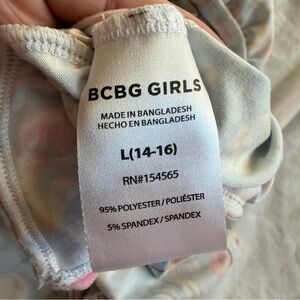 BCBG GIRLS
MADE IN BANGLADESH
HECHO EN BANGLADESH
L(14-16)
RN#154565
95% POLYESTER / POLIÉSTER
5% SPANDEX / SPANDEX